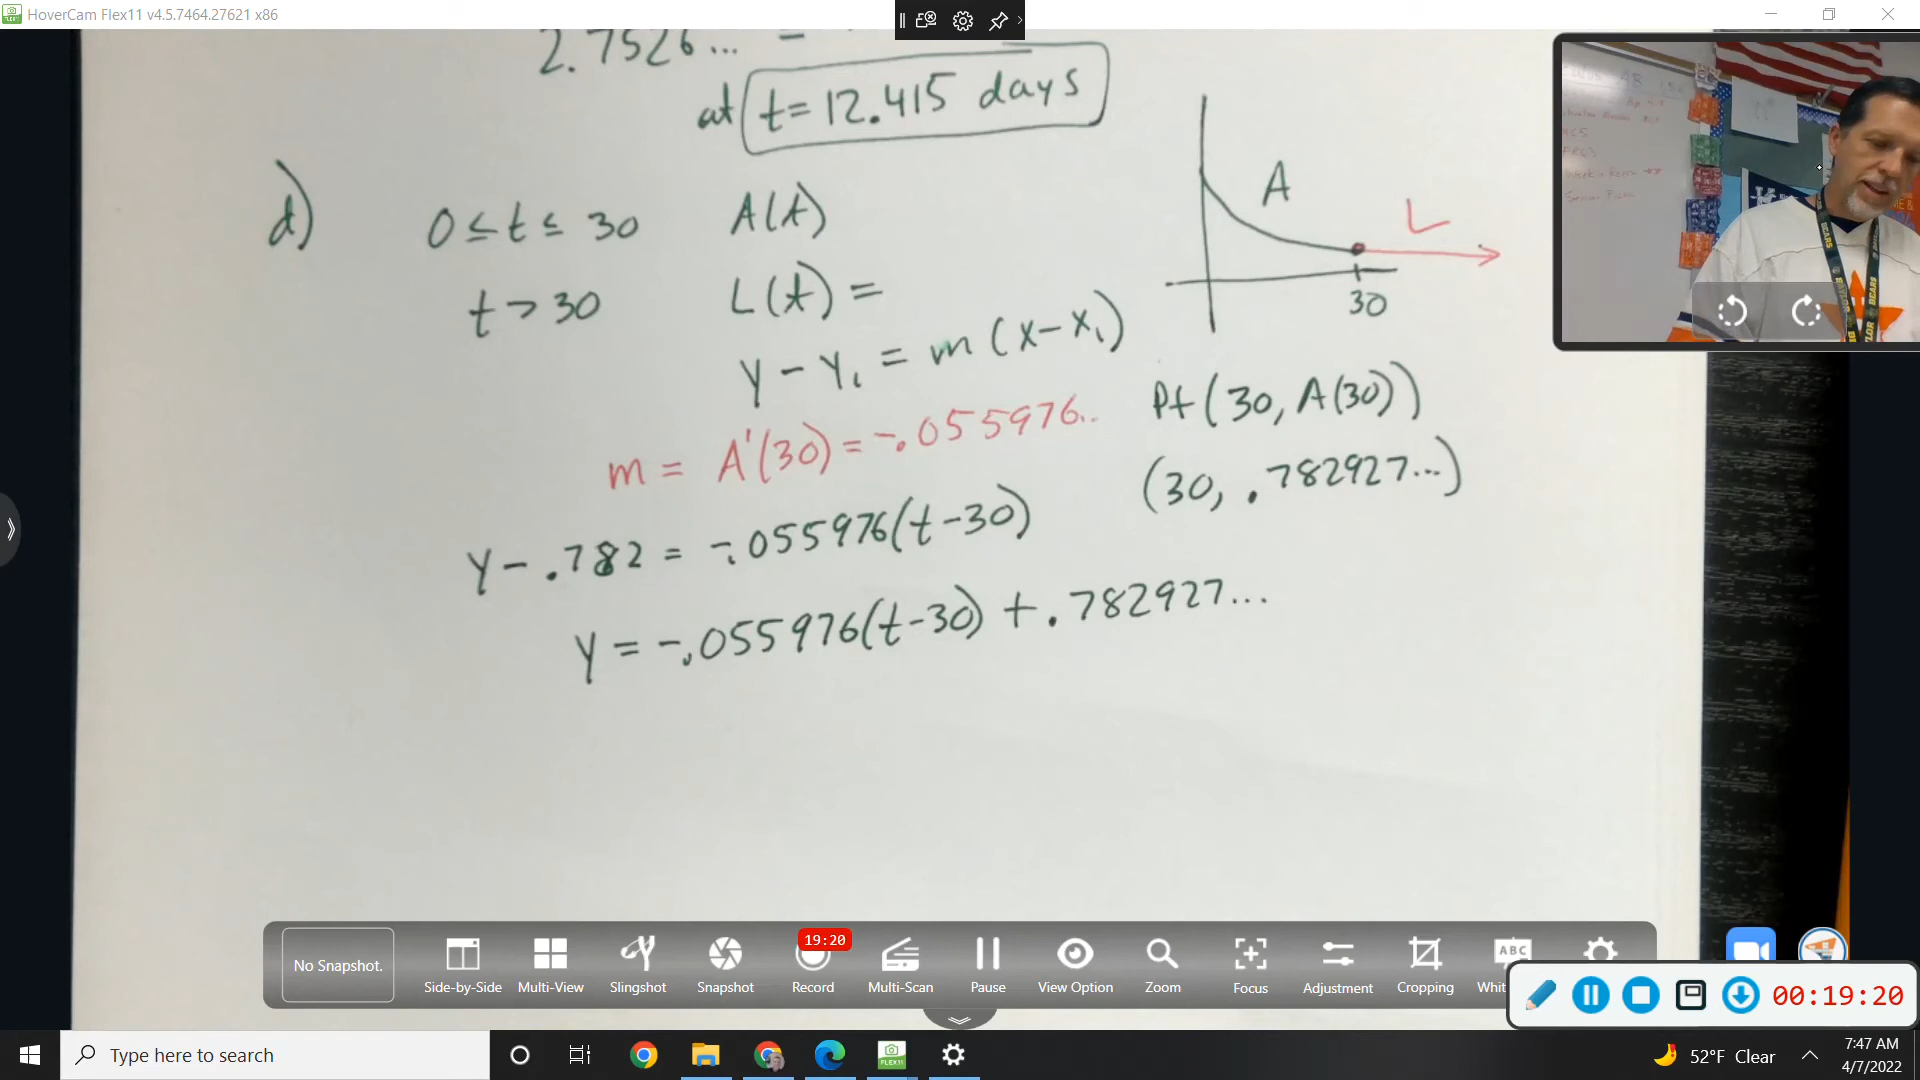 HoverCam Flex11 v4.5.7464.27621 x86
2.7526... -
at t=12.415 days
d) 0 ≤ t ≤ 30 A(t)
t > 30 L(t) =
A
L
30
y - y₁ = m (x - x₁)
Pt (30, A(30))
m = A'(30) = -.055976..
(30, .782927...)
y - .782 = -.055976(t-30)
y = -.055976(t-30) + .782927...
No Snapshot.
Side-by-Side
Multi-View
Slingshot
Snapshot
19:20
Record
Multi-Scan
Pause
View Option
Zoom
Focus
Adjustment
Cropping
ABC
Whit
00:19:20
Type here to search
FLEX11
52°F Clear
7:47 AM
4/7/2022